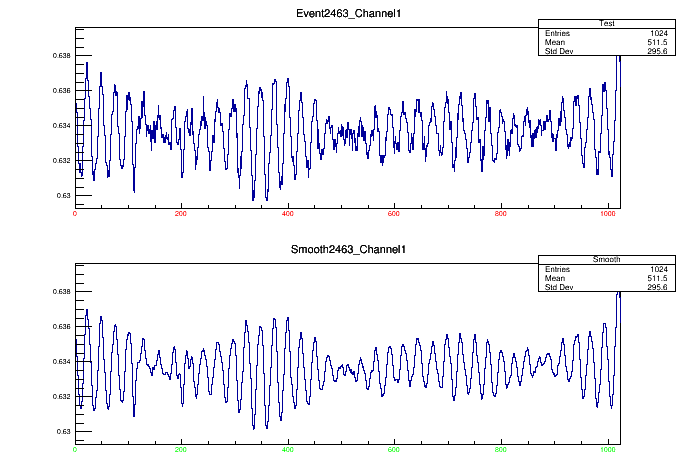 Event2463_Channel1
Test
Entries 1024
Mean 511.5
Std Dev 295.6
0.638
0.636
0.634
0.632
0.63
0 200 400 600 800 1000
Smooth2463_Channel1
Smooth
Entries 1024
Mean 511.5
Std Dev 295.6
0.638
0.636
0.634
0.632
0.63
0 200 400 600 800 1000